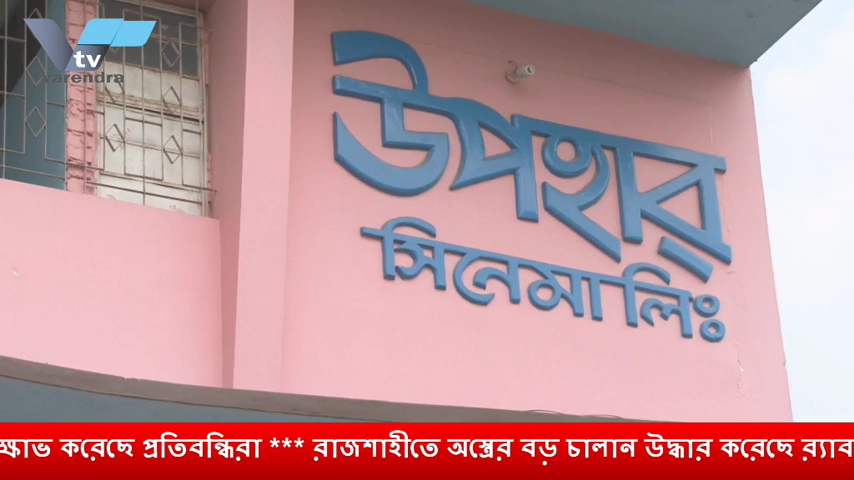 tv
varendra
উপহার
সিনেমা লিঃ
ক্ষোভ করেছে প্রতিবন্ধিরা *** রাজশাহীতে অস্ত্রের বড় চালান উদ্ধার করেছে র‍্যাব